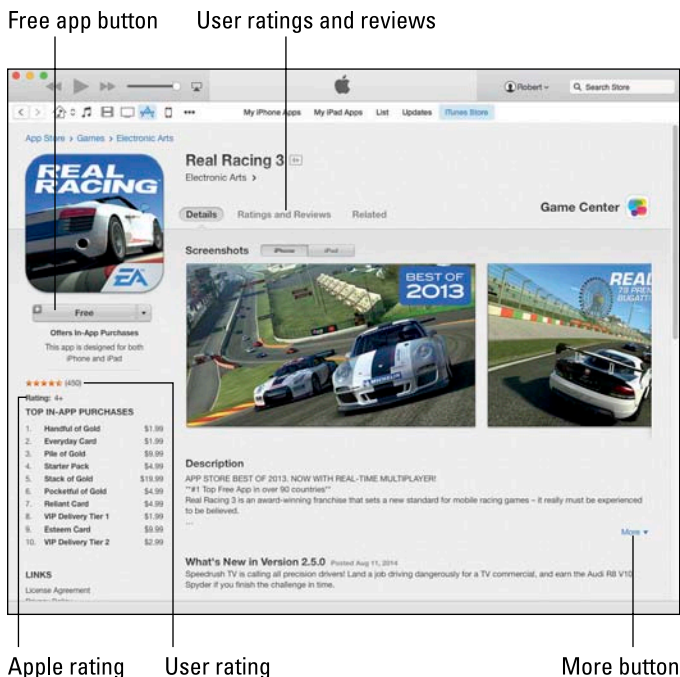 Free app button
User ratings and reviews
Robert
Search Store
My iPhone Apps
My iPad Apps
List
Updates
iTunes Store
App Store > Games > Electronic Arts
REAL
RACING
EA
Real Racing 3 4+
Electronic Arts >
Details
Ratings and Reviews
Related
Game Center
Screenshots
iPhone
iPad
BEST OF
2013
MICHELIN
REAL
Free
Offers In-App Purchases
This app is designed for both
iPhone and iPad
(450)
Rating: 4+
TOP IN-APP PURCHASES
1. Handful of Gold $1.99
2. Everyday Card $1.99
3. Pile of Gold $9.99
4. Starter Pack $4.99
5. Stack of Gold $19.99
6. Pocketful of Gold $4.99
7. Reliant Card $4.99
8. VIP Delivery Tier 1 $1.99
9. Esteem Card $9.99
10. VIP Delivery Tier 2 $2.99
LINKS
License Agreement
Description
APP STORE BEST OF 2013. NOW WITH REAL-TIME MULTIPLAYER!
**#1 Top Free App in over 90 countries**
Real Racing 3 is an award-winning franchise that sets a new standard for mobile racing games – it really must be experienced
to be believed.
...
More
What's New in Version 2.5.0 Posted Aug 11, 2014
Speedrush TV is calling all precision drivers! Land a job driving dangerously for a TV commercial, and earn the Audi R8 V10
Spyder if you finish the challenge in time.
Apple rating
User rating
More button